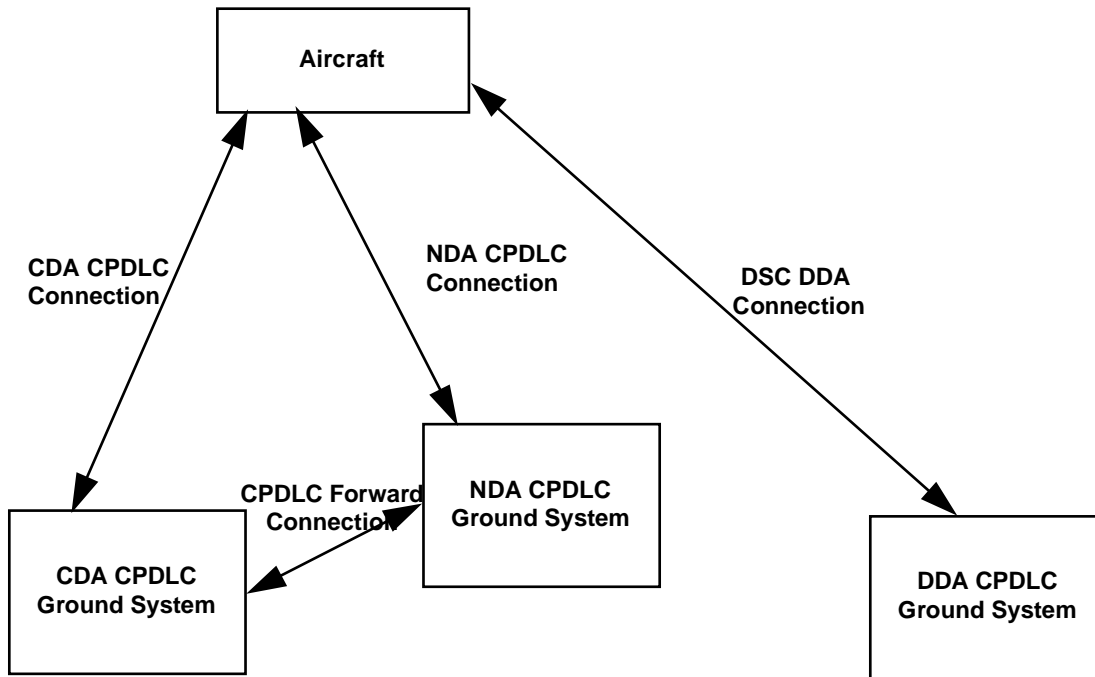 Aircraft
CDA CPDLC
Connection
NDA CPDLC
Connection
DSC DDA
Connection
CPDLC Forward
Connection
NDA CPDLC
Ground System
CDA CPDLC
Ground System
DDA CPDLC
Ground System